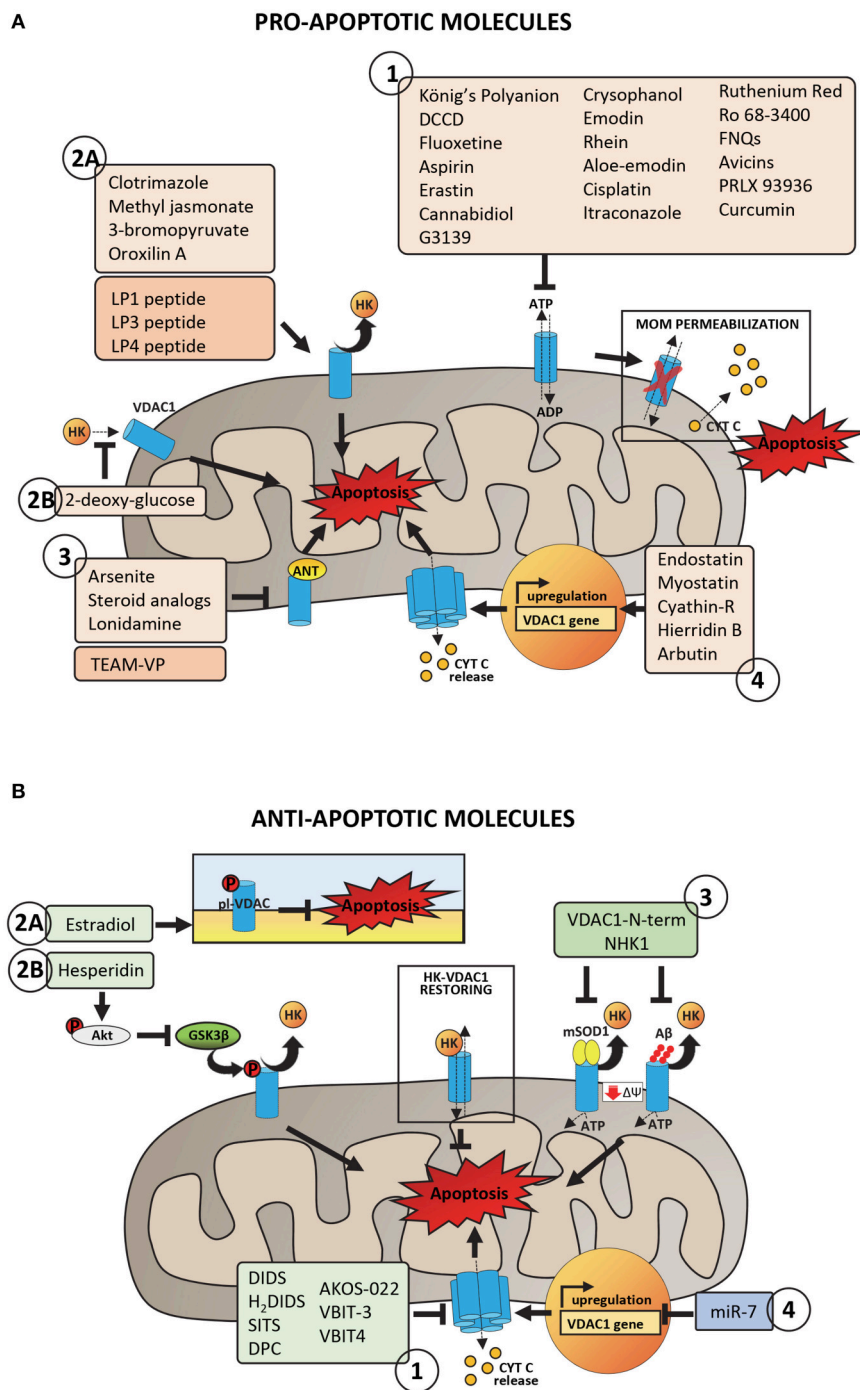 A
PRO-APOPTOTIC MOLECULES
1
König's Polyanion
DCCD
Fluoxetine
Aspirin
Erastin
Cannabidiol
G3139
Crysophanol
Emodin
Rhein
Aloe-emodin
Cisplatin
Itraconazole
Ruthenium Red
Ro 68-3400
FNQs
Avicins
PRLX 93936
Curcumin
2A
Clotrimazole
Methyl jasmonate
3-bromopyruvate
Oroxilin A
LP1 peptide
LP3 peptide
LP4 peptide
HK
ATP
ADP
MOM PERMEABILIZATION
CYT C
Apoptosis
VDAC1
HK
2B
2-deoxy-glucose
Apoptosis
3
Arsenite
Steroid analogs
Lonidamine
TEAM-VP
ANT
CYT C
release
upregulation
VDAC1 gene
Endostatin
Myostatin
Cyathin-R
Hierridin B
Arbutin
4
B
ANTI-APOPTOTIC MOLECULES
2A
Estradiol
P
pl-VDAC
Apoptosis
2B
Hesperidin
P
Akt
GSK3β
P
HK
HK-VDAC1
RESTORING
HK
3
VDAC1-N-term
NHK1
mSOD1
HK
Aβ
HK
ΔΨ
ATP
ATP
Apoptosis
DIDS
H₂DIDS
SITS
DPC
AKOS-022
VBIT-3
VBIT4
1
CYT C
release
upregulation
VDAC1 gene
miR-7
4